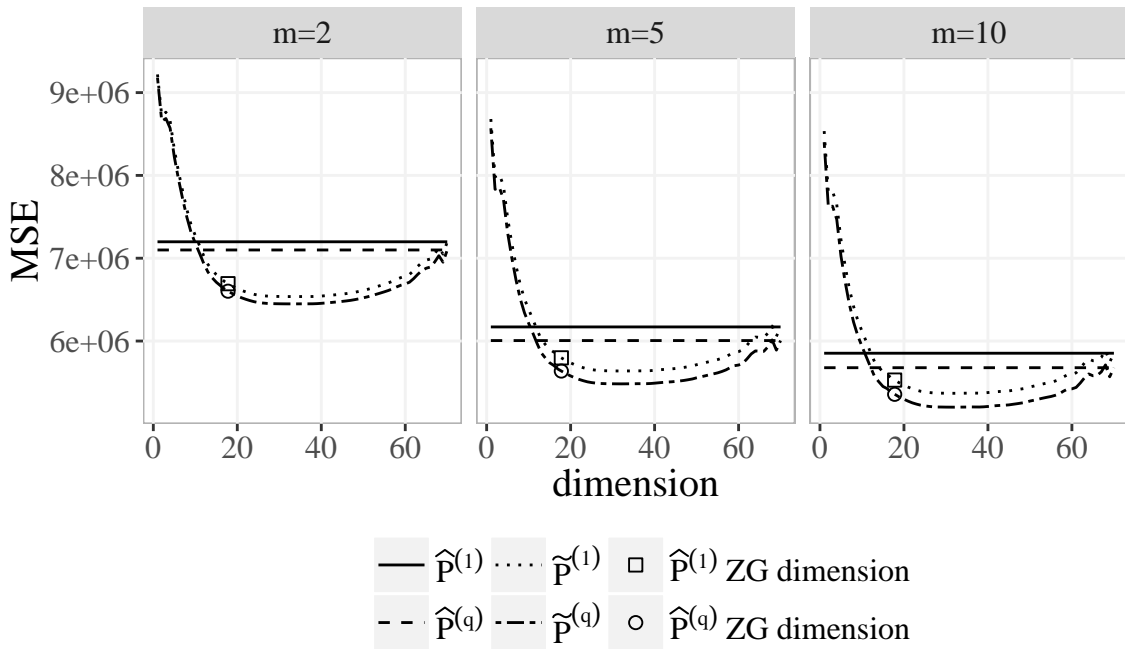 m=2 m=5 m=10
9e+06
8e+06
7e+06
6e+06
MSE
0 20 40 60 0 20 40 60 0 20 40 60
dimension
P̂(1) P̃(1) P̂(1) ZG dimension
P̂(q) P̃(q) P̂(q) ZG dimension